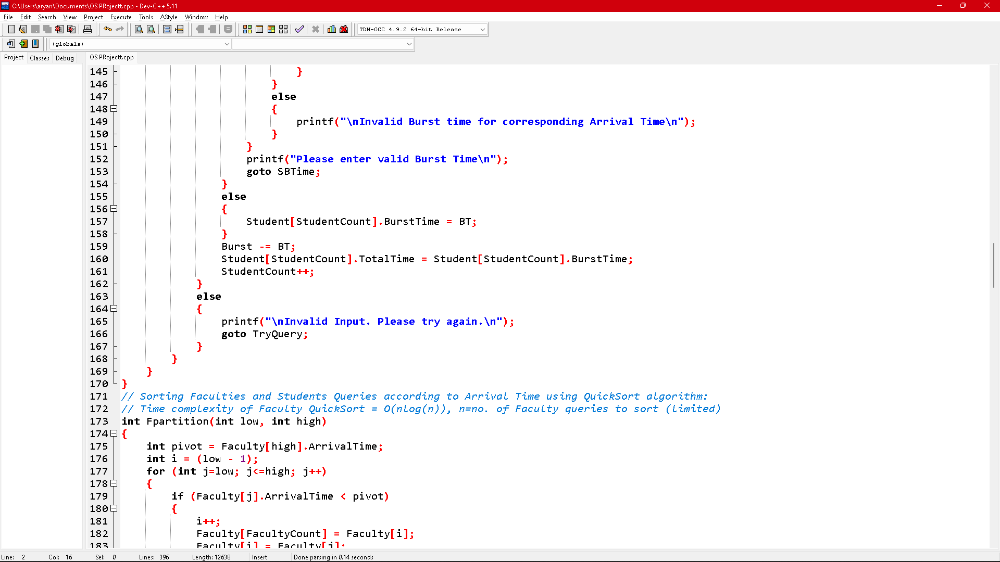 C:\Users\aryan\Documents\OS PRojectt.cpp - Dev-C++ 5.11
File Edit Search View Project Execute Tools AStyle Window Help
TDM-GCC 4.9.2 64-bit Release
(globals)
Project Classes Debug OS PRojectt.cpp
145 }
146 }
147 else
148 {
149 printf("\nInvalid Burst time for corresponding Arrival Time\n");
150 }
151 }
152 printf("Please enter valid Burst Time\n");
153 goto SBTime;
154 }
155 else
156 {
157 Student[StudentCount].BurstTime = BT;
158 }
159 Burst -= BT;
160 Student[StudentCount].TotalTime = Student[StudentCount].BurstTime;
161 StudentCount++;
162 }
163 else
164 {
165 printf("\nInvalid Input. Please try again.\n");
166 goto TryQuery;
167 }
168 }
169 }
170 }
171 // Sorting Faculties and Students Queries according to Arrival Time using QuickSort algorithm:
172 // Time complexity of Faculty QuickSort = O(nlog(n)), n=no. of Faculty queries to sort (limited)
173 int Fpartition(int low, int high)
174 {
175 int pivot = Faculty[high].ArrivalTime;
176 int i = (low - 1);
177 for (int j=low; j<=high; j++)
178 {
179 if (Faculty[j].ArrivalTime < pivot)
180 {
181 i++;
182 Faculty[FacultyCount] = Faculty[i];
183 Faculty[i] = Faculty[j];
Line: 2 Col: 16 Sel: 0 Lines: 396 Length: 12638 Insert Done parsing in 0.14 seconds